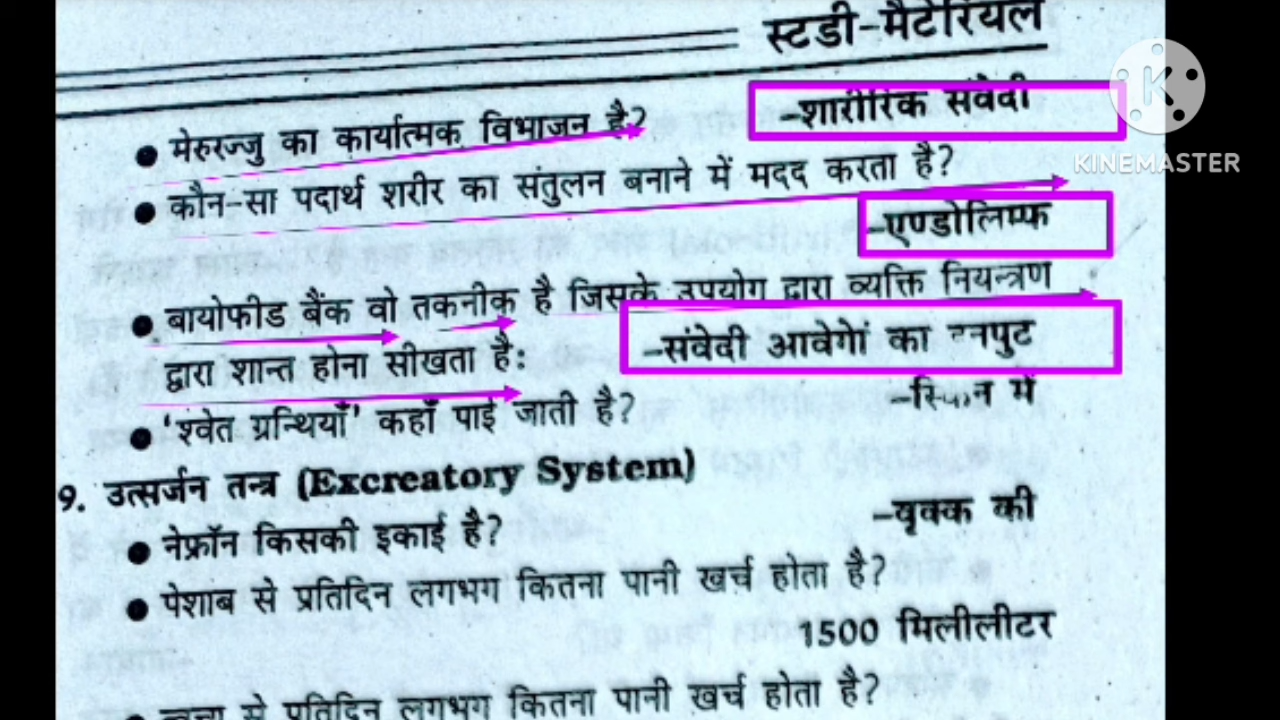 स्टडी-मैटेरियल
-शारीरिक संवेदी
KINEMASTER
● मेरुरज्जु का कार्यात्मक विभाजन है?
● कौन-सा पदार्थ शरीर का संतुलन बनाने में मदद करता है?
-एण्डोलिम्फ
● बायोफीड बैंक वो तकनीक है जिसके उपयोग द्वारा व्यक्ति नियन्त्रण
द्वारा शान्त होना सीखता है: -संवेदी आवेगों का
● 'श्वेत ग्रन्थियाँ' कहाँ पाई जाती है? में
9. उत्सर्जन तन्त्र (Excreatory System)
● नेफ्रॉन किसकी इकाई है? -वृक्क की
● पेशाब से प्रतिदिन लगभग कितना पानी खर्च होता है?
1500 मिलीलीटर
से प्रतिदिन लगभग कितना पानी खर्च होता है?